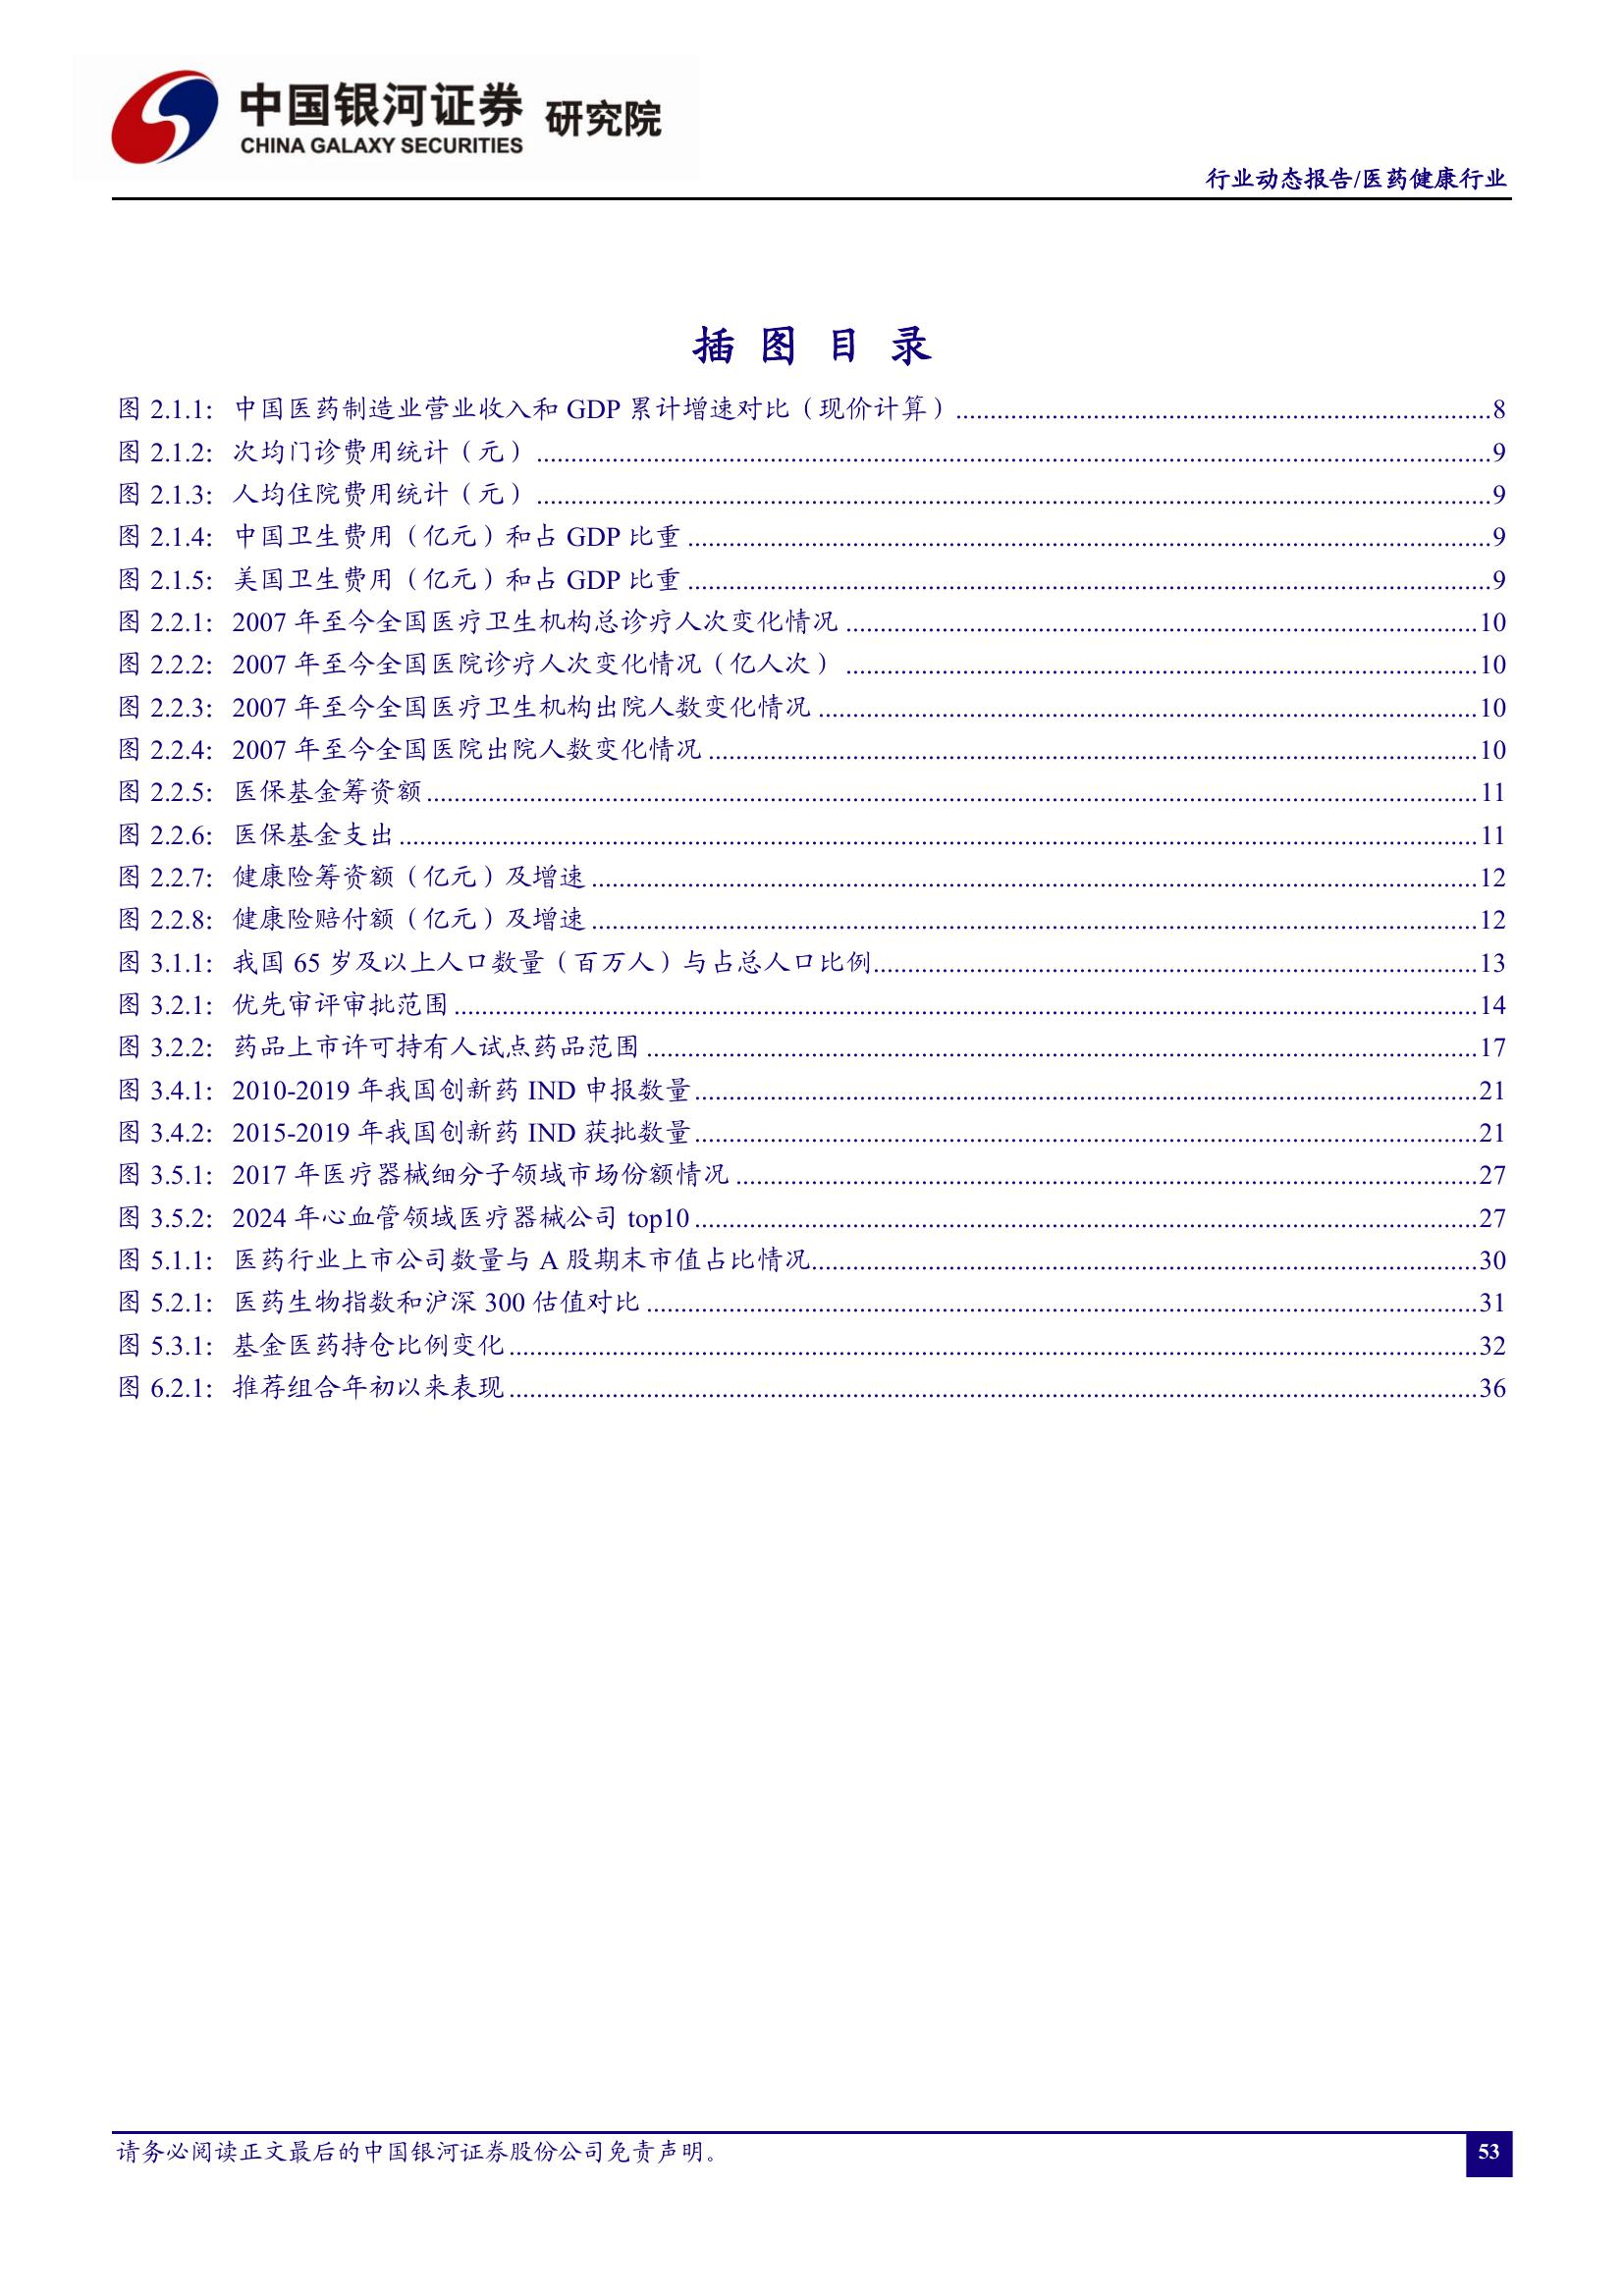 中国银河证券 研究院
CHINA GALAXY SECURITIES
行业动态报告/医药健康行业
插 图 目 录
图 2.1.1: 中国医药制造业营业收入和 GDP 累计增速对比（现价计算）........8
图 2.1.2: 次均门诊费用统计（元）........9
图 2.1.3: 人均住院费用统计（元）........9
图 2.1.4: 中国卫生费用（亿元）和占 GDP 比重........9
图 2.1.5: 美国卫生费用（亿元）和占 GDP 比重........9
图 2.2.1: 2007 年至今全国医疗卫生机构总诊疗人次变化情况........10
图 2.2.2: 2007 年至今全国医院诊疗人次变化情况（亿人次）........10
图 2.2.3: 2007 年至今全国医疗卫生机构出院人数变化情况........10
图 2.2.4: 2007 年至今全国医院出院人数变化情况........10
图 2.2.5: 医保基金筹资额........11
图 2.2.6: 医保基金支出........11
图 2.2.7: 健康险筹资额（亿元）及增速........12
图 2.2.8: 健康险赔付额（亿元）及增速........12
图 3.1.1: 我国 65 岁及以上人口数量（百万人）与占总人口比例........13
图 3.2.1: 优先审评审批范围........14
图 3.2.2: 药品上市许可持有人试点药品范围........17
图 3.4.1: 2010-2019 年我国创新药 IND 申报数量........21
图 3.4.2: 2015-2019 年我国创新药 IND 获批数量........21
图 3.5.1: 2017 年医疗器械细分子领域市场份额情况........27
图 3.5.2: 2024 年心血管领域医疗器械公司 top10........27
图 5.1.1: 医药行业上市公司数量与 A 股期末市值占比情况........30
图 5.2.1: 医药生物指数和沪深 300 估值对比........31
图 5.3.1: 基金医药持仓比例变化........32
图 6.2.1: 推荐组合年初以来表现........36
请务必阅读正文最后的中国银河证券股份公司免责声明。
53